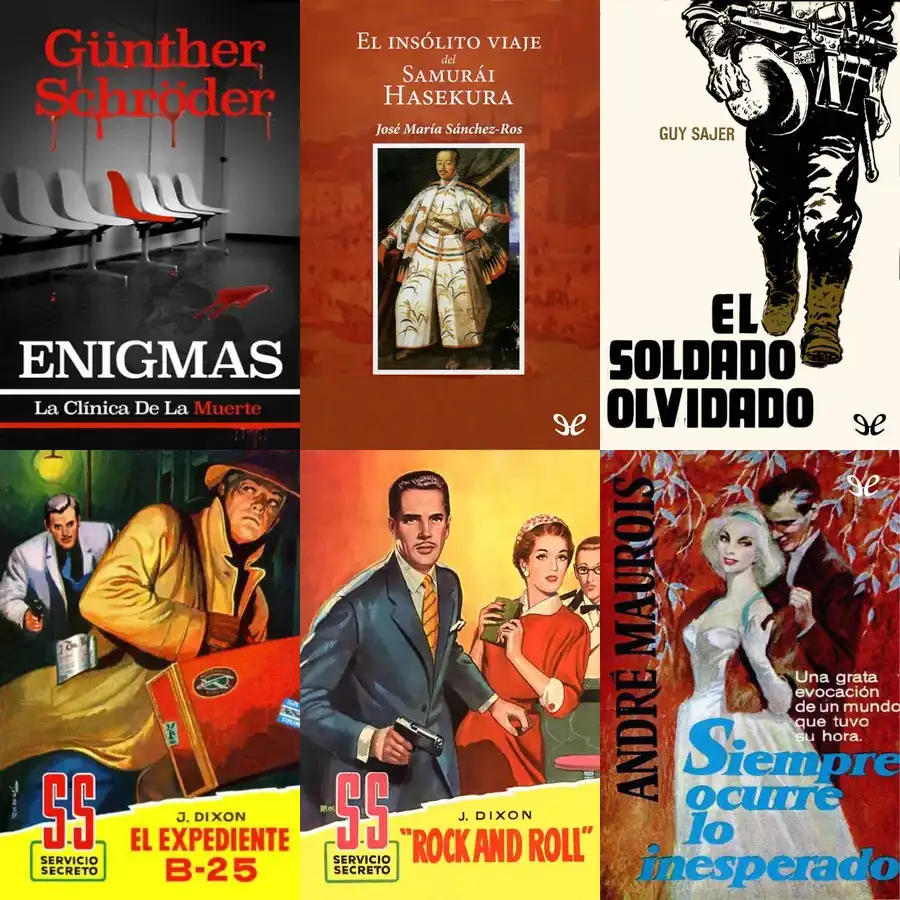 Günther
Schröder
ENIGMAS
La Clínica De La Muerte
EL INSÓLITO VIAJE
del
SAMURÁI
HASEKURA
José María Sánchez-Ros
GUY SAJER
EL
SOLDADO
OLVIDADO
SS
SERVICIO
SECRETO
J. DIXON
EL EXPEDIENTE
B-25
SS
SERVICIO
SECRETO
J. DIXON
"ROCK AND ROLL"
ANDRÉ MAUROIS
Una grata
evocación
de un mundo
que tuvo
su hora.
Siempre
ocurre
lo
inesperado